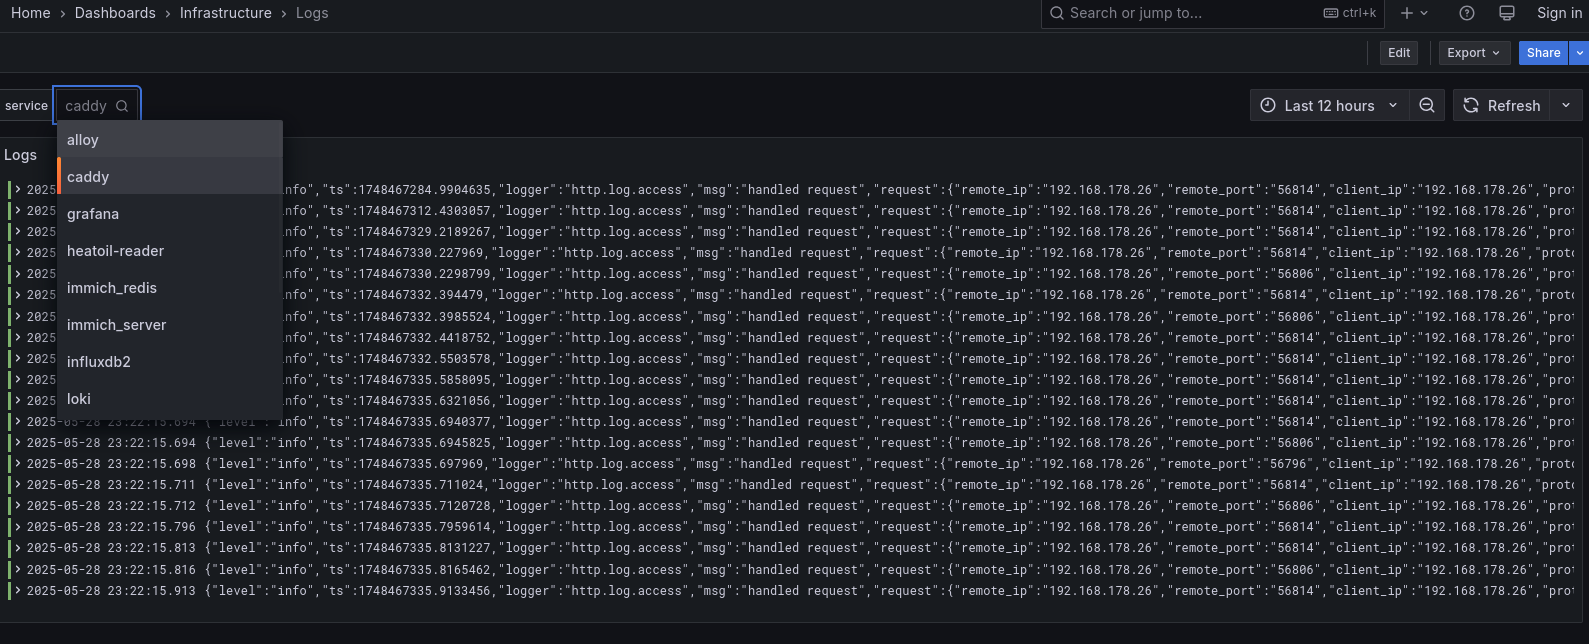 Home › Dashboards › Infrastructure › Logs Search or jump to... ctrl+k Sign in
Edit Export Share
service caddy Last 12 hours Refresh
alloy
caddy
grafana
heatoil-reader
immich_redis
immich_server
influxdb2
loki
Logs
2025 info","ts":1748467284.9904635,"logger":"http.log.access","msg":"handled request","request":{"remote_ip":"192.168.178.26","remote_port":"56814","client_ip":"192.168.178.26","prot
2025 info","ts":1748467312.4303057,"logger":"http.log.access","msg":"handled request","request":{"remote_ip":"192.168.178.26","remote_port":"56814","client_ip":"192.168.178.26","prot
2025 info","ts":1748467329.2189267,"logger":"http.log.access","msg":"handled request","request":{"remote_ip":"192.168.178.26","remote_port":"56814","client_ip":"192.168.178.26","prot
2025 info","ts":1748467330.227969,"logger":"http.log.access","msg":"handled request","request":{"remote_ip":"192.168.178.26","remote_port":"56814","client_ip":"192.168.178.26","proto
2025 info","ts":1748467330.2298799,"logger":"http.log.access","msg":"handled request","request":{"remote_ip":"192.168.178.26","remote_port":"56806","client_ip":"192.168.178.26","prot
2025 info","ts":1748467332.394479,"logger":"http.log.access","msg":"handled request","request":{"remote_ip":"192.168.178.26","remote_port":"56814","client_ip":"192.168.178.26","proto
2025 info","ts":1748467332.3985524,"logger":"http.log.access","msg":"handled request","request":{"remote_ip":"192.168.178.26","remote_port":"56806","client_ip":"192.168.178.26","prot
2025 info","ts":1748467332.4418752,"logger":"http.log.access","msg":"handled request","request":{"remote_ip":"192.168.178.26","remote_port":"56814","client_ip":"192.168.178.26","prot
2025 info","ts":1748467332.5503578,"logger":"http.log.access","msg":"handled request","request":{"remote_ip":"192.168.178.26","remote_port":"56814","client_ip":"192.168.178.26","prot
2025 info","ts":1748467335.5858095,"logger":"http.log.access","msg":"handled request","request":{"remote_ip":"192.168.178.26","remote_port":"56814","client_ip":"192.168.178.26","prot
2025 info","ts":1748467335.6321056,"logger":"http.log.access","msg":"handled request","request":{"remote_ip":"192.168.178.26","remote_port":"56814","client_ip":"192.168.178.26","prot
2025-05-28 23:22:15.694 {"level":"info","ts":1748467335.6940377,"logger":"http.log.access","msg":"handled request","request":{"remote_ip":"192.168.178.26","remote_port":"56814","client_ip":"192.168.178.26","prot
2025-05-28 23:22:15.694 {"level":"info","ts":1748467335.6945825,"logger":"http.log.access","msg":"handled request","request":{"remote_ip":"192.168.178.26","remote_port":"56806","client_ip":"192.168.178.26","prot
2025-05-28 23:22:15.698 {"level":"info","ts":1748467335.697969,"logger":"http.log.access","msg":"handled request","request":{"remote_ip":"192.168.178.26","remote_port":"56796","client_ip":"192.168.178.26","proto
2025-05-28 23:22:15.711 {"level":"info","ts":1748467335.711024,"logger":"http.log.access","msg":"handled request","request":{"remote_ip":"192.168.178.26","remote_port":"56814","client_ip":"192.168.178.26","proto
2025-05-28 23:22:15.712 {"level":"info","ts":1748467335.7120728,"logger":"http.log.access","msg":"handled request","request":{"remote_ip":"192.168.178.26","remote_port":"56806","client_ip":"192.168.178.26","prot
2025-05-28 23:22:15.796 {"level":"info","ts":1748467335.7959614,"logger":"http.log.access","msg":"handled request","request":{"remote_ip":"192.168.178.26","remote_port":"56814","client_ip":"192.168.178.26","prot
2025-05-28 23:22:15.813 {"level":"info","ts":1748467335.8131227,"logger":"http.log.access","msg":"handled request","request":{"remote_ip":"192.168.178.26","remote_port":"56814","client_ip":"192.168.178.26","prot
2025-05-28 23:22:15.816 {"level":"info","ts":1748467335.8165462,"logger":"http.log.access","msg":"handled request","request":{"remote_ip":"192.168.178.26","remote_port":"56806","client_ip":"192.168.178.26","prot
2025-05-28 23:22:15.913 {"level":"info","ts":1748467335.9133456,"logger":"http.log.access","msg":"handled request","request":{"remote_ip":"192.168.178.26","remote_port":"56814","client_ip":"192.168.178.26","prot